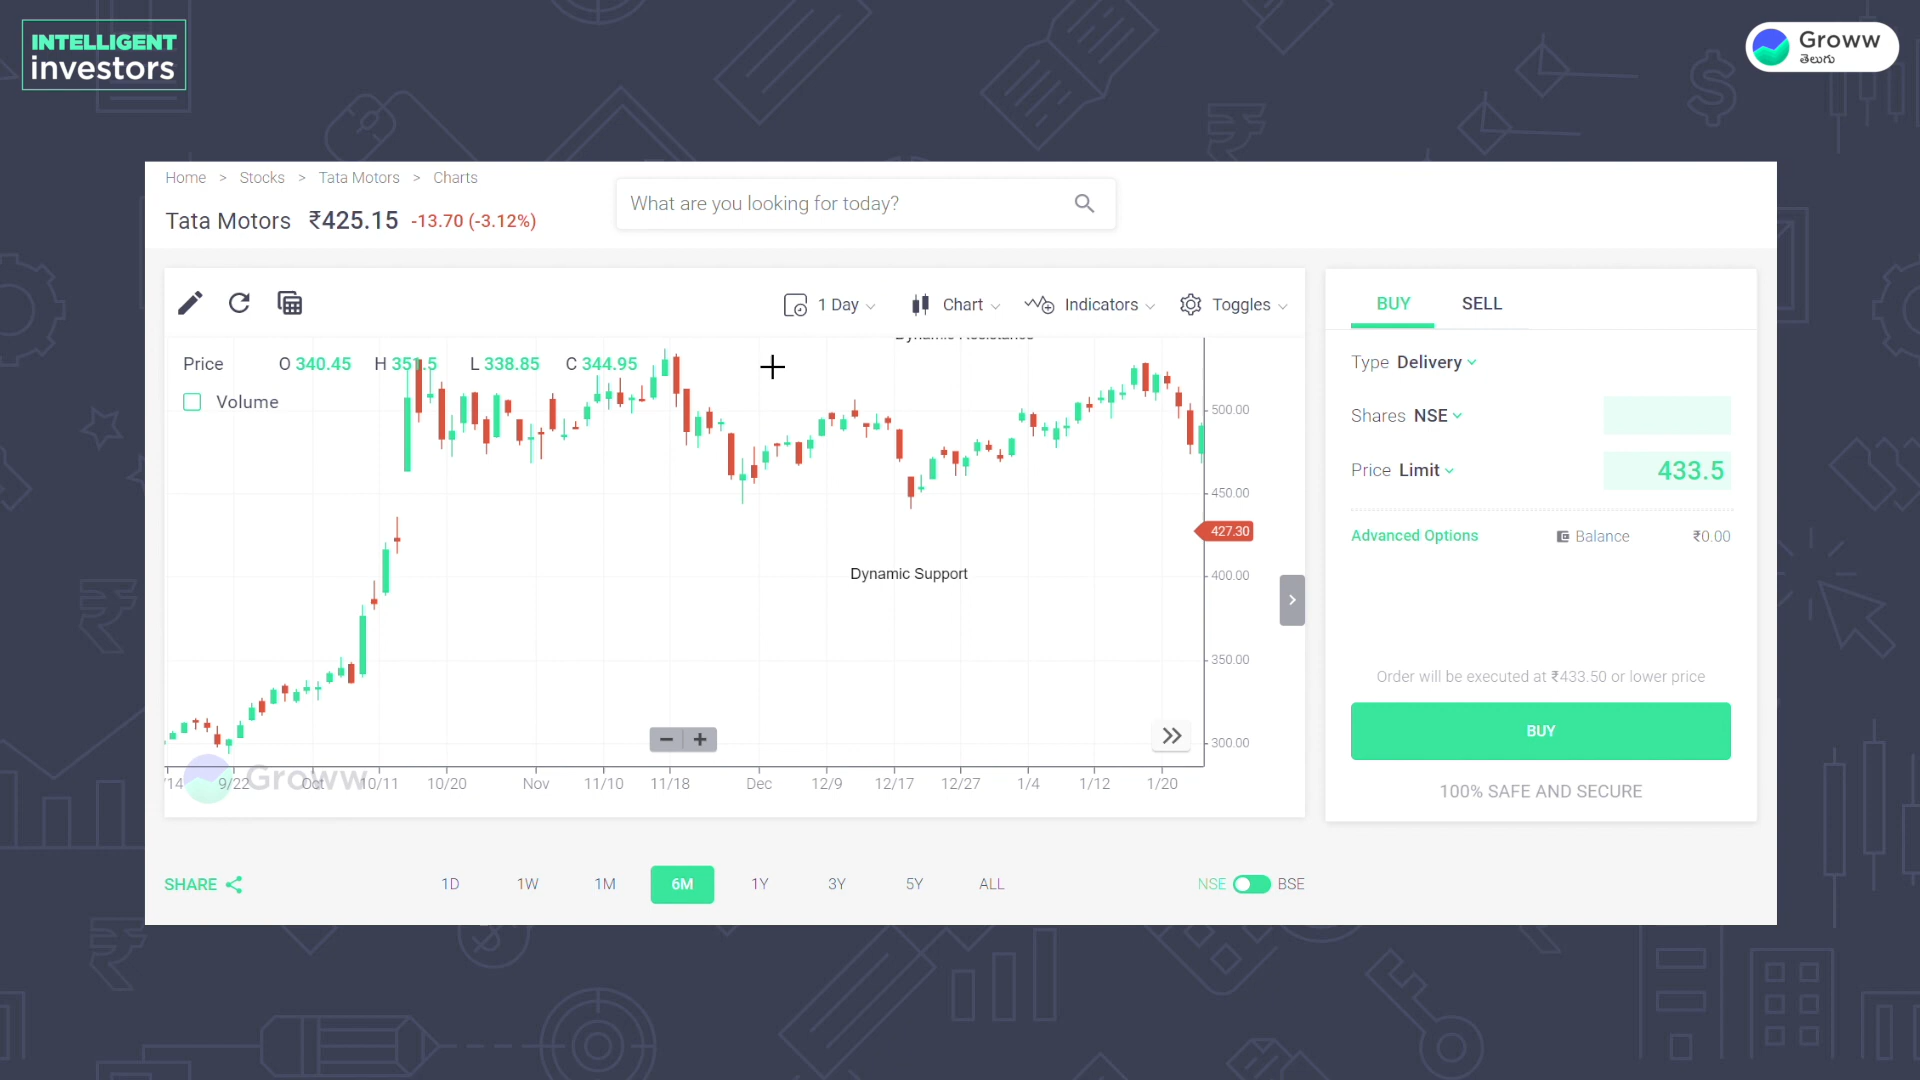 INTELLIGENT
investors
Groww
తెలుగు
Home > Stocks > Tata Motors > Charts
Tata Motors ₹425.15 -13.70 (-3.12%)
What are you looking for today?
1 Day Chart Indicators Toggles
Dynamic Resistance
Price O 340.45 H 351.5 L 338.85 C 344.95
Volume
500.00
450.00
427.30
Dynamic Support
400.00
350.00
300.00
− +
Groww
/14 9/22 Oct 10/11 10/20 Nov 11/10 11/18 Dec 12/9 12/17 12/27 1/4 1/12 1/20
SHARE 1D 1W 1M 6M 1Y 3Y 5Y ALL NSE BSE
BUY SELL
Type Delivery
Shares NSE
Price Limit 433.5
Advanced Options Balance ₹0.00
Order will be executed at ₹433.50 or lower price
BUY
100% SAFE AND SECURE